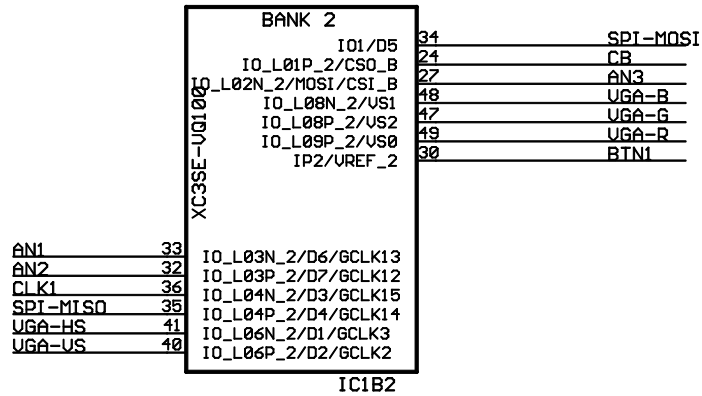 BANK 2
IO1/D5 34 SPI-MOSI
IO_L01P_2/CSO_B 24 CB
IO_L02N_2/MOSI/CSI_B 27 AN3
IO_L08N_2/VS1 48 VGA-B
IO_L08P_2/VS2 47 VGA-G
IO_L09P_2/VS0 49 VGA-R
IP2/VREF_2 30 BTN1
XC3SE-VQ100
AN1 33 IO_L03N_2/D6/GCLK13
AN2 32 IO_L03P_2/D7/GCLK12
CLK1 36 IO_L04N_2/D3/GCLK15
SPI-MISO 35 IO_L04P_2/D4/GCLK14
VGA-HS 41 IO_L06N_2/D1/GCLK3
VGA-VS 40 IO_L06P_2/D2/GCLK2
IC1B2